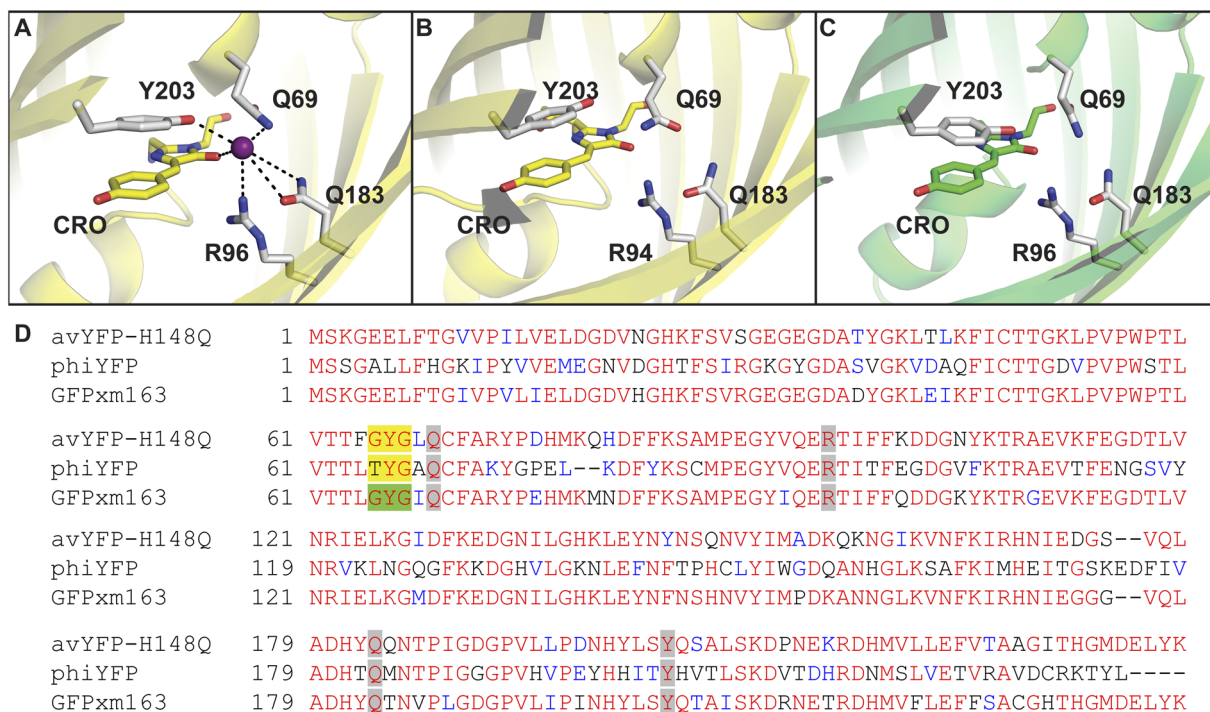 A
Y203
Q69
CRO
Q183
R96
B
Y203
Q69
CRO
Q183
R94
C
Y203
Q69
CRO
Q183
R96
D avYFP-H148Q 1 MSKGEELFTGVVPILVELDGDVNGHKFSVSGEGEGDATYGKLTLKFICTTGKLPVPWPTL
phiYFP 1 MSSGALLFHGKIPYVVEMEGNVDGHTFSIRGKGYGDASVGKVDAQFICTTGDVPVPWSTL
GFPxm163 1 MSKGEELFTGIVPVLIELDGDVHGHKFSVRGEGEGDADYGKLEIKFICTTGKLPVPWPTL
avYFP-H148Q 61 VTTFGYGLQCFARYPDHMKQHDFFKSAMPEGYVQERTIFFKDDGNYKTRAEVKFEGDTLV
phiYFP 61 VTTLTYGAQCFAKYGPEL--KDFYKSCMPEGYVQERTITFEGDGVFKTRAEVTFENGSVY
GFPxm163 61 VTTLGYGIQCFARYPEHMKMNDFFKSAMPEGYIQERTIFFQDDGKYKTRGEVKFEGDTLV
avYFP-H148Q 121 NRIELKGIDFKEDGNILGHKLEYNYNSQNVYIMADKQKNGIKVNFKIRHNIEDGS--VQL
phiYFP 119 NRVKLNGQGFKKDGHVLGKNLEFNFTPHCLYIWGDQANHGLKSAFKIMHEITGSKEDFIV
GFPxm163 121 NRIELKGMDFKEDGNILGHKLEYNFNSHNVYIMPDKANNGLKVNFKIRHNIEGGG--VQL
avYFP-H148Q 179 ADHYQQNTPIGDGPVLLPDNHYLSYQSALSKDPNEKRDHMVLLEFVTAAGITHGMDELYK
phiYFP 179 ADHTQMNTPIGGGPVHVPEYHHITYHVTLSKDVTDHRDNMSLVETVRAVDCRKTYL----
GFPxm163 179 ADHYQTNVPLGDGPVLIPINHYLSYQTAISKDRNETRDHMVFLEFFSACGHTHGMDELYK